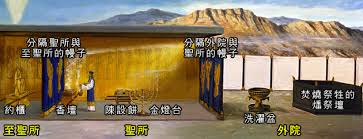 分隔聖所與
至聖所的幔子
分隔外院與
聖所的幔子
約櫃
香壇
陳設餅
金燈台
洗濯盆
焚燒祭牲的
燔祭壇
至聖所
聖所
外院